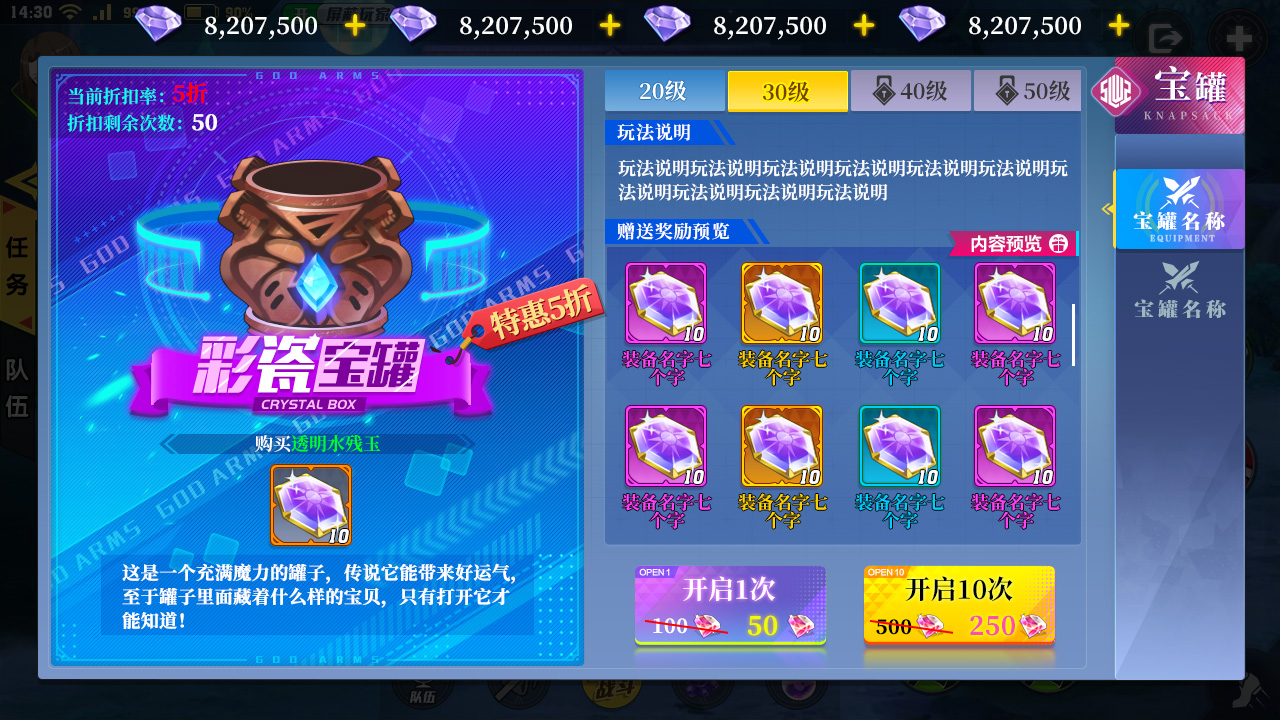 14:30
90%
8,207,500
8,207,500
8,207,500
8,207,500
GOD ARMS
当前折扣率：5折
折扣剩余次数：50
GOD ARMS
GOD ARMS
GOD ARMS
GOD ARMS
特惠5折
彩瓷宝罐
CRYSTAL BOX
购买透明水残玉
10
这是一个充满魔力的罐子，传说它能带来好运气，
至于罐子里面藏着什么样的宝贝，只有打开它才
能知道！
GOD ARMS
20级
30级
40级
50级
玩法说明
玩法说明玩法说明玩法说明玩法说明玩法说明玩法说明玩
法说明玩法说明玩法说明玩法说明
赠送奖励预览
内容预览
10
10
10
10
装备名字七
个字
装备名字七
个字
装备名字七
个字
装备名字七
个字
10
10
10
10
装备名字七
个字
装备名字七
个字
装备名字七
个字
装备名字七
个字
OPEN 1
开启1次
100
50
OPEN 10
开启10次
500
250
宝罐
KNAPSACK
宝罐名称
EQUIPMENT
宝罐名称
任务
队伍
队伍